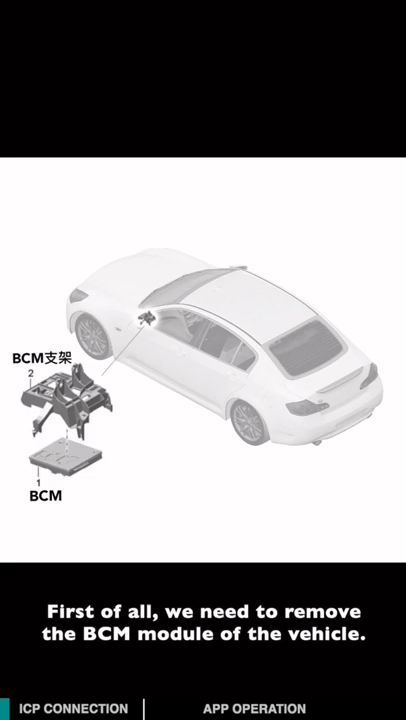 BCM支架
2
1
BCM
First of all, we need to remove
the BCM module of the vehicle.
ICP CONNECTION
APP OPERATION